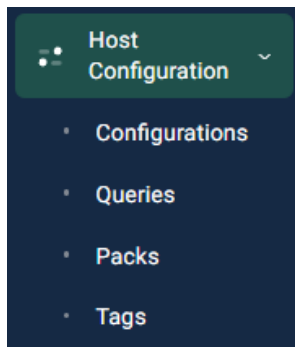 Host
Configuration
Configurations
Queries
Packs
Tags